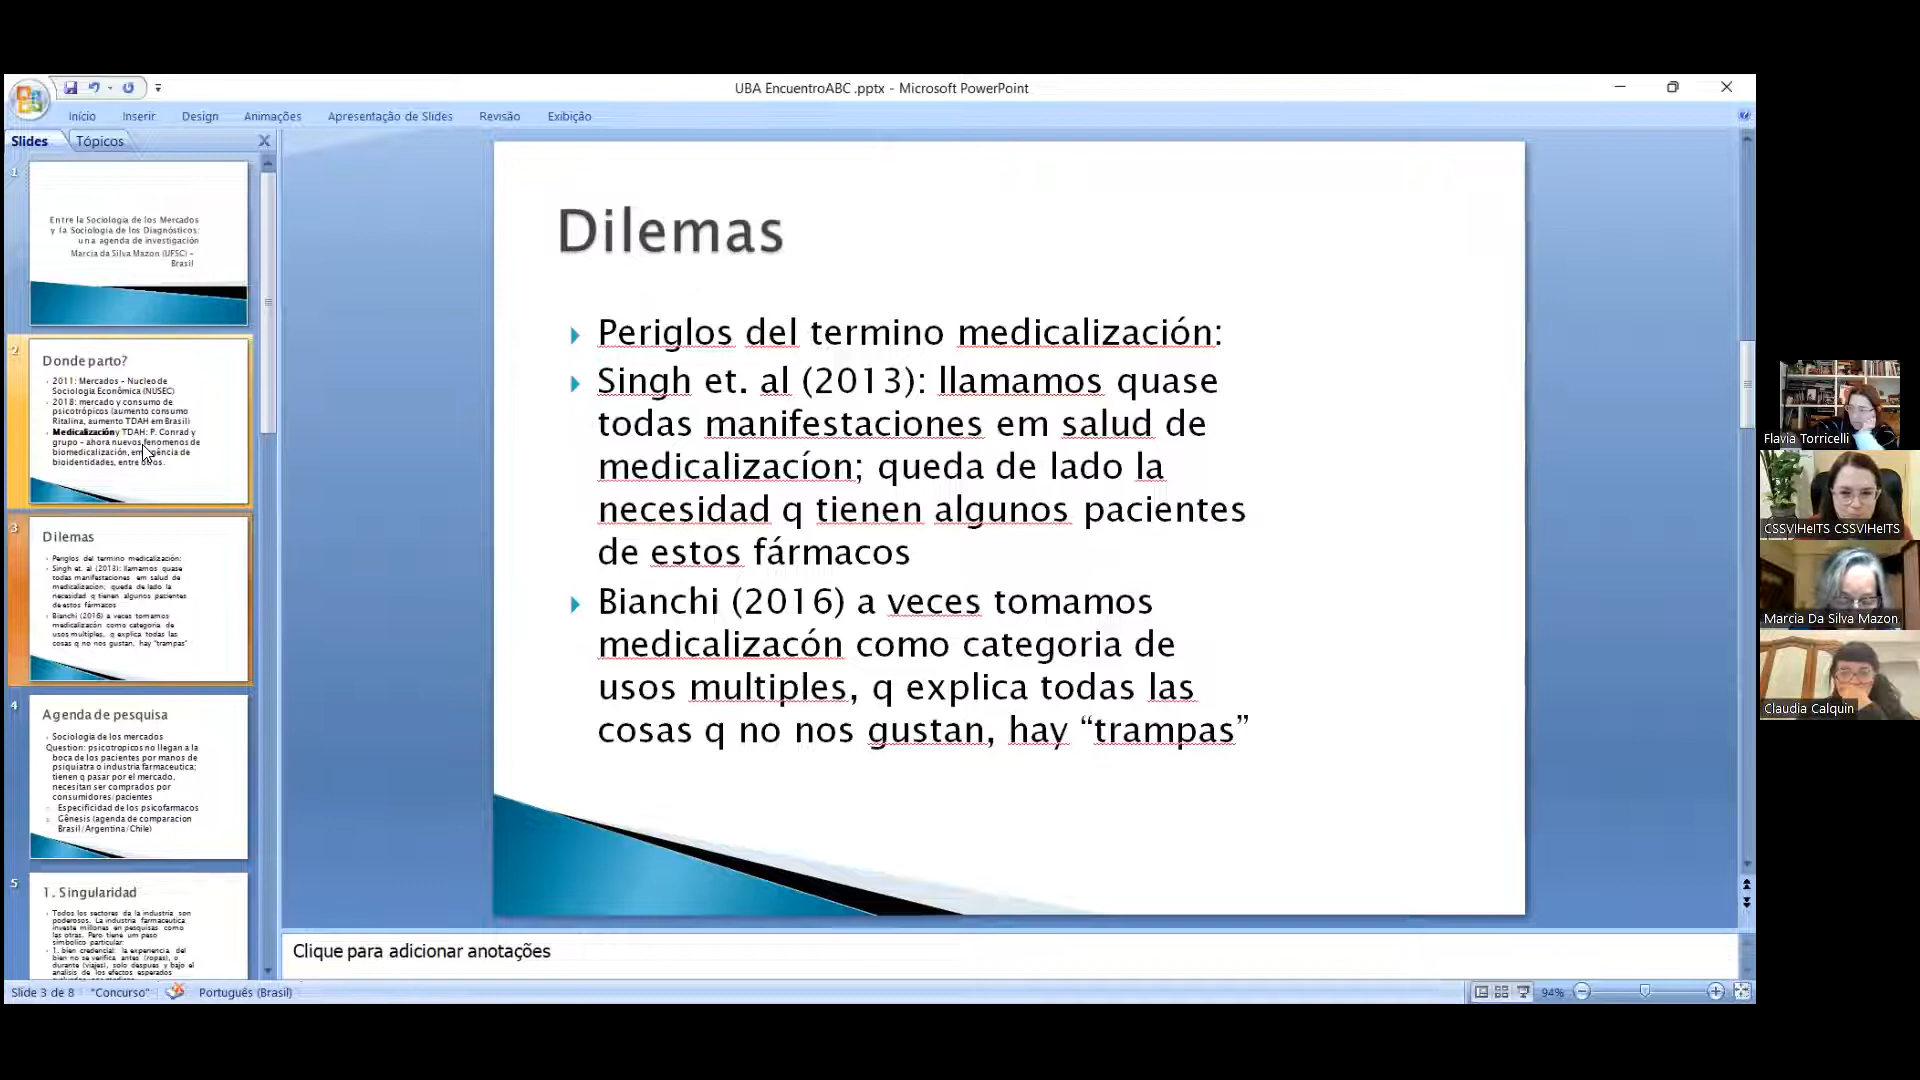 UBA EncuentroABC .pptx - Microsoft PowerPoint
Início Inserir Design Animações Apresentação de Slides Revisão Exibição
Slides Tópicos
1
Entre la Sociologia de los Mercados
y la Sociologia de los Diagnósticos:
una agenda de investigación
Marcia da Silva Mazon (UFSC) –
Brasil
2
Donde parto?
2011: Mercados – Nucleo de
Sociologia Econômica (NUSEC)
2018: mercado y consumo de
psicotrópicos (aumento consumo
Ritalina, aumento TDAH em Brasil)
Medicalización y TDAH: P. Conrad y
grupo – ahora nuevos fenomenos de
biomedicalización, emergência de
bioidentidades, entre otros.
3
Dilemas
Periglos del termino medicalización:
Singh et. al (2013): llamamos quase
todas manifestaciones em salud de
medicalizacíon; queda de lado la
necesidad q tienen algunos pacientes
de estos fármacos
Bianchi (2016) a veces tomamos
medicalizacón como categoria de
usos multiples, q explica todas las
cosas q no nos gustan, hay “trampas”
4
Agenda de pesquisa
Sociologia de los mercados
Question: psicotropicos no llegan a la
boca de los pacientes por manos de
psiquiatra o industria farmaceutica;
tienen q pasar por el mercado,
necesitan ser comprados por
consumidores/pacientes
Especificidad de los psicofarmacos
Gênesis (agenda de comparacion
Brasil/Argentina/Chile)
5
1. Singularidad
Todos los sectores da la industria son
poderosos. La industria farmaceutica
investe millones en pesquisas como
las otras. Pero tiene um peso
simbolico particular:
1. bien credencial: la experiencia del
bien no se verifica antes (ropas), o
durante (viajes), solo despues y bajo el
analisis de los efectos esperados
Dilemas
Periglos del termino medicalización:
Singh et. al (2013): llamamos quase
todas manifestaciones em salud de
medicalizacíon; queda de lado la
necesidad q tienen algunos pacientes
de estos fármacos
Bianchi (2016) a veces tomamos
medicalizacón como categoria de
usos multiples, q explica todas las
cosas q no nos gustan, hay “trampas”
Clique para adicionar anotações
Slide 3 de 8 "Concurso" Português (Brasil) 94%
Flavia Torricelli
CSSVIHeITS CSSVIHeITS
Marcia Da Silva Mazon
Claudia Calquin